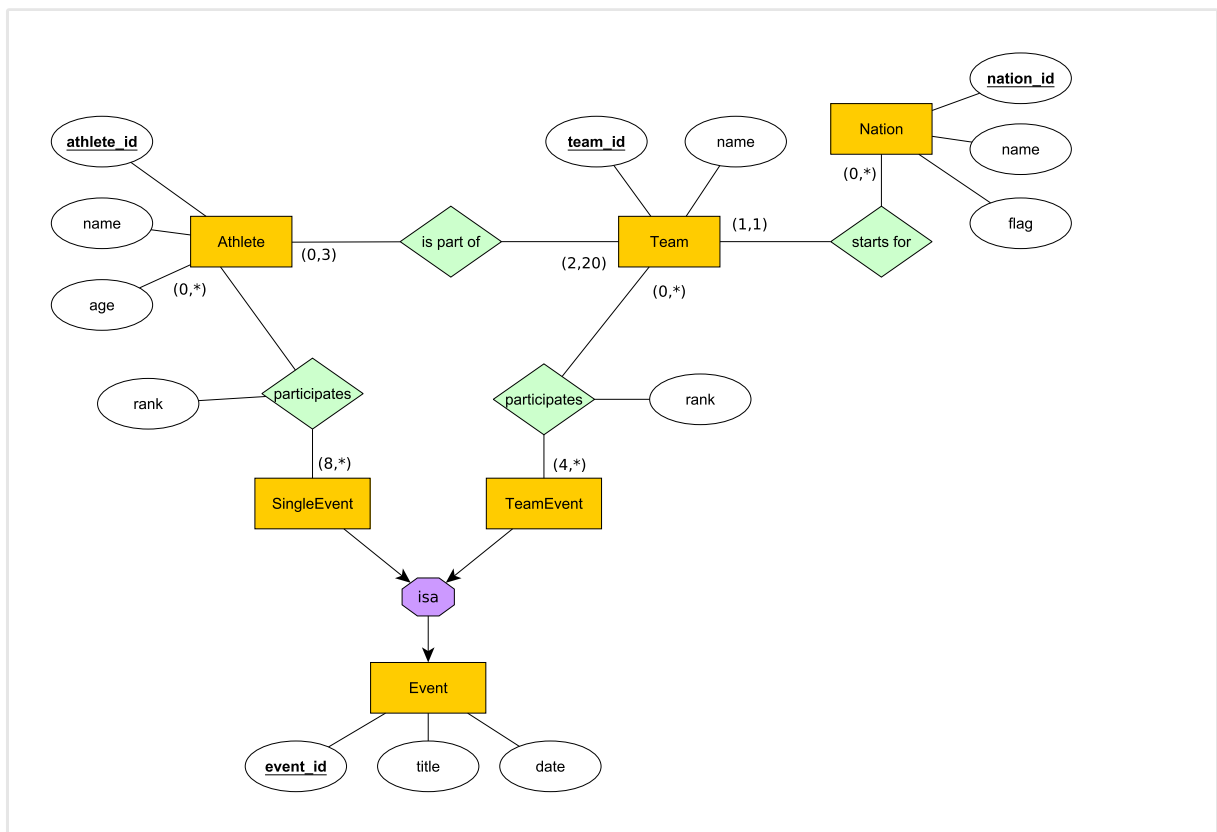 nation_id
Nation
athlete_id
team_id
name
name
(0,*)
name
flag
(1,1)
Athlete
is part of
Team
starts for
(0,3)
(2,20)
age
(0,*)
(0,*)
participates
participates
rank
rank
(8,*)
(4,*)
SingleEvent
TeamEvent
isa
Event
event_id
title
date